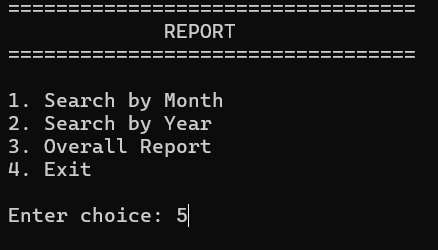 ==================================
REPORT
==================================
1. Search by Month
2. Search by Year
3. Overall Report
4. Exit
Enter choice: 5